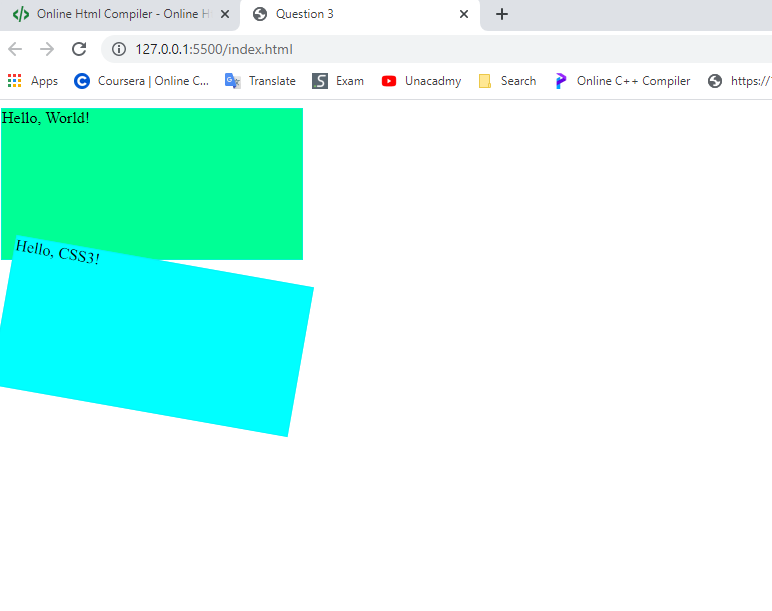 Online Html Compiler - Online H
Question 3
127.0.0.1:5500/index.html
Apps
Coursera | Online C...
Translate
Exam
Unacadmy
Search
Online C++ Compiler
https://
Hello, World!
Hello, CSS3!